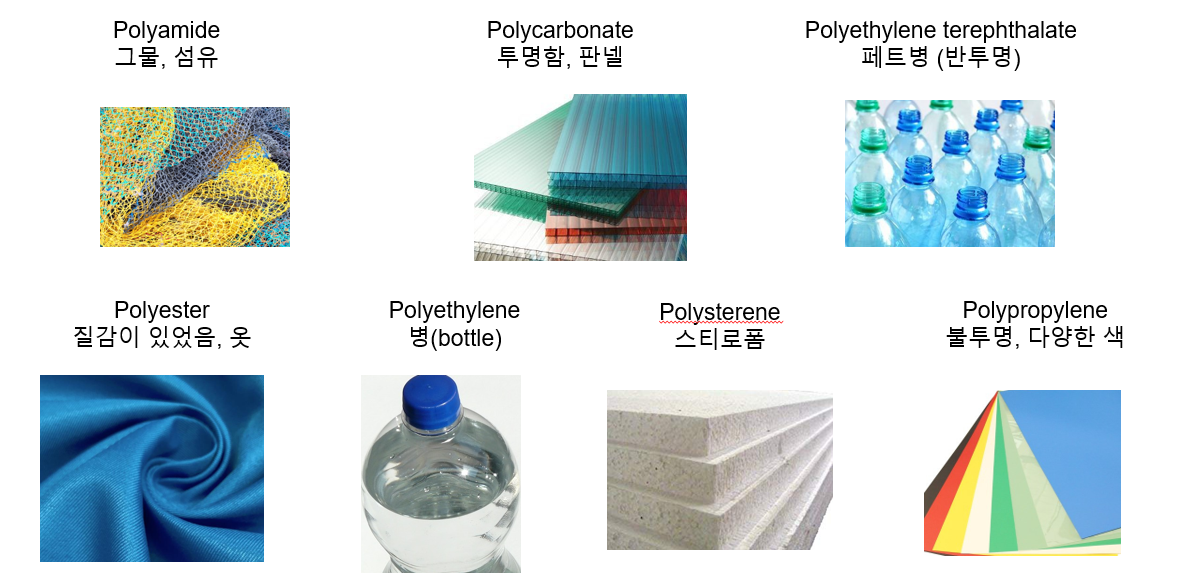 Polyamide
그물, 섬유
Polycarbonate
투명함, 판넬
Polyethylene terephthalate
페트병 (반투명)
Polyester
질감이 있었음, 옷
Polyethylene
병(bottle)
Polysterene
스티로폼
Polypropylene
불투명, 다양한 색